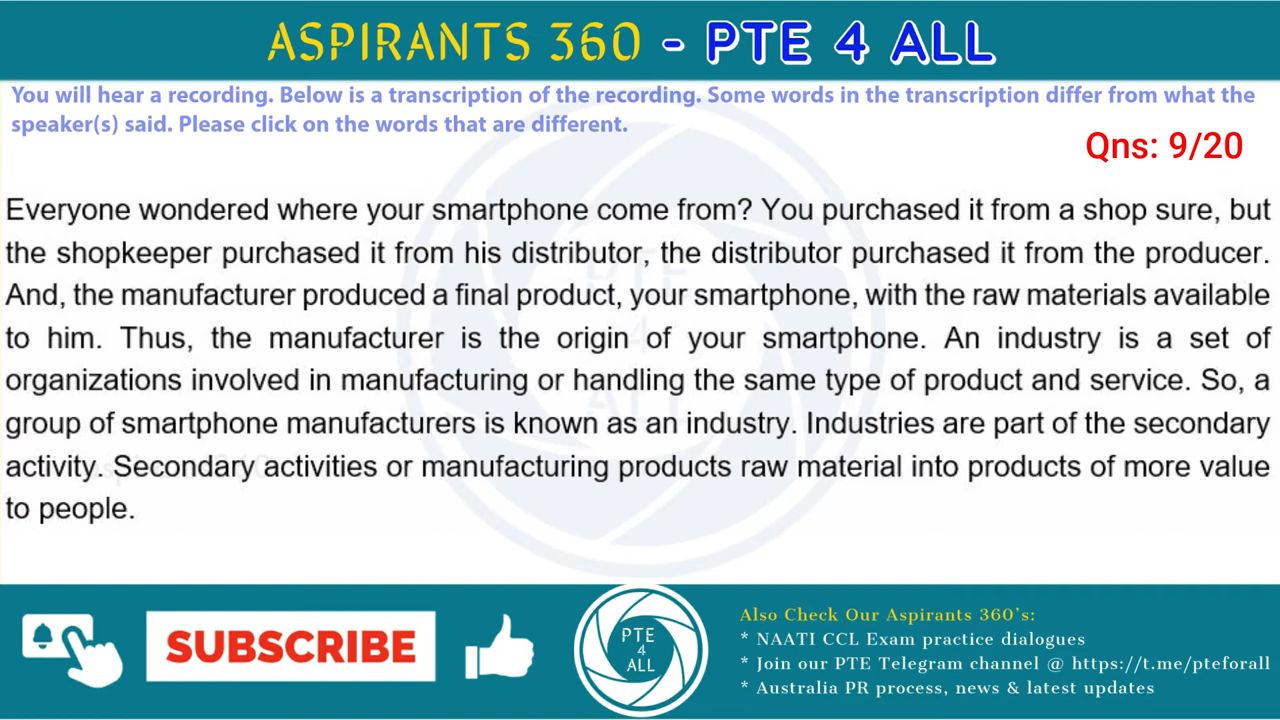 ASPIRANTS 360 - PTE 4 ALL
You will hear a recording. Below is a transcription of the recording. Some words in the transcription differ from what the
speaker(s) said. Please click on the words that are different.
Qns: 9/20
Everyone wondered where your smartphone come from? You purchased it from a shop sure, but
the shopkeeper purchased it from his distributor, the distributor purchased it from the producer.
And, the manufacturer produced a final product, your smartphone, with the raw materials available
to him. Thus, the manufacturer is the origin of your smartphone. An industry is a set of
organizations involved in manufacturing or handling the same type of product and service. So, a
group of smartphone manufacturers is known as an industry. Industries are part of the secondary
activity. Secondary activities or manufacturing products raw material into products of more value
to people.
SUBSCRIBE
PTE
4
ALL
Also Check Our Aspirants 360's:
* NAATI CCL Exam practice dialogues
* Join our PTE Telegram channel @ https://t.me/pteforall
* Australia PR process, news & latest updates